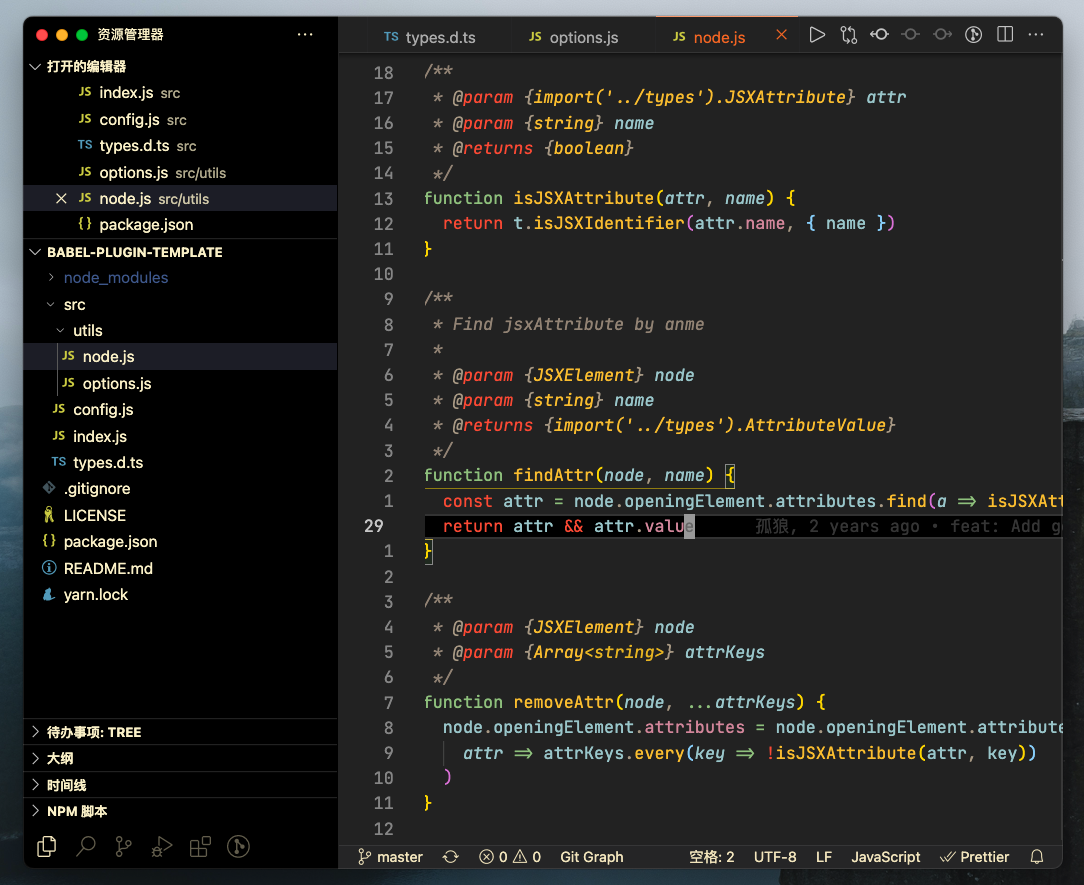 资源管理器
打开的编辑器
JS index.js src
JS config.js src
TS types.d.ts src
JS options.js src/utils
JS node.js src/utils
{} package.json
BABEL-PLUGIN-TEMPLATE
node_modules
src
utils
JS node.js
JS options.js
JS config.js
JS index.js
TS types.d.ts
.gitignore
LICENSE
{} package.json
README.md
yarn.lock
待办事项: TREE
大纲
时间线
NPM 脚本
TS types.d.ts
JS options.js
JS node.js
18 /**
17 * @param {import('../types').JSXAttribute} attr
16 * @param {string} name
15 * @returns {boolean}
14 */
13 function isJSXAttribute(attr, name) {
12 return t.isJSXIdentifier(attr.name, { name })
11 }
10
9 /**
8 * Find jsxAttribute by anme
7 *
6 * @param {JSXElement} node
5 * @param {string} name
4 * @returns {import('../types').AttributeValue}
3 */
2 function findAttr(node, name) {
1 const attr = node.openingElement.attributes.find(a => isJSXAtt
29 return attr && attr.value 孤狼, 2 years ago • feat: Add g
1 }
2
3 /**
4 * @param {JSXElement} node
5 * @param {Array<string>} attrKeys
6 */
7 function removeAttr(node, ...attrKeys) {
8 node.openingElement.attributes = node.openingElement.attribute
9 attr => attrKeys.every(key => !isJSXAttribute(attr, key))
10 )
11 }
12
master
0 0
Git Graph
空格: 2
UTF-8
LF
JavaScript
Prettier